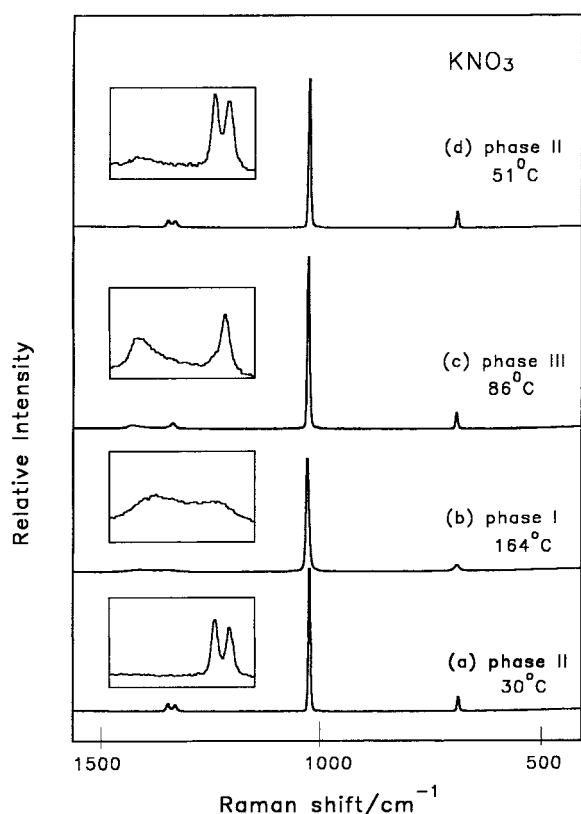 KNO₃
(d) phase II
51°C
(c) phase III
86°C
(b) phase I
164°C
(a) phase II
30°C
Relative Intensity
1500 1000 500
Raman shift/cm⁻¹